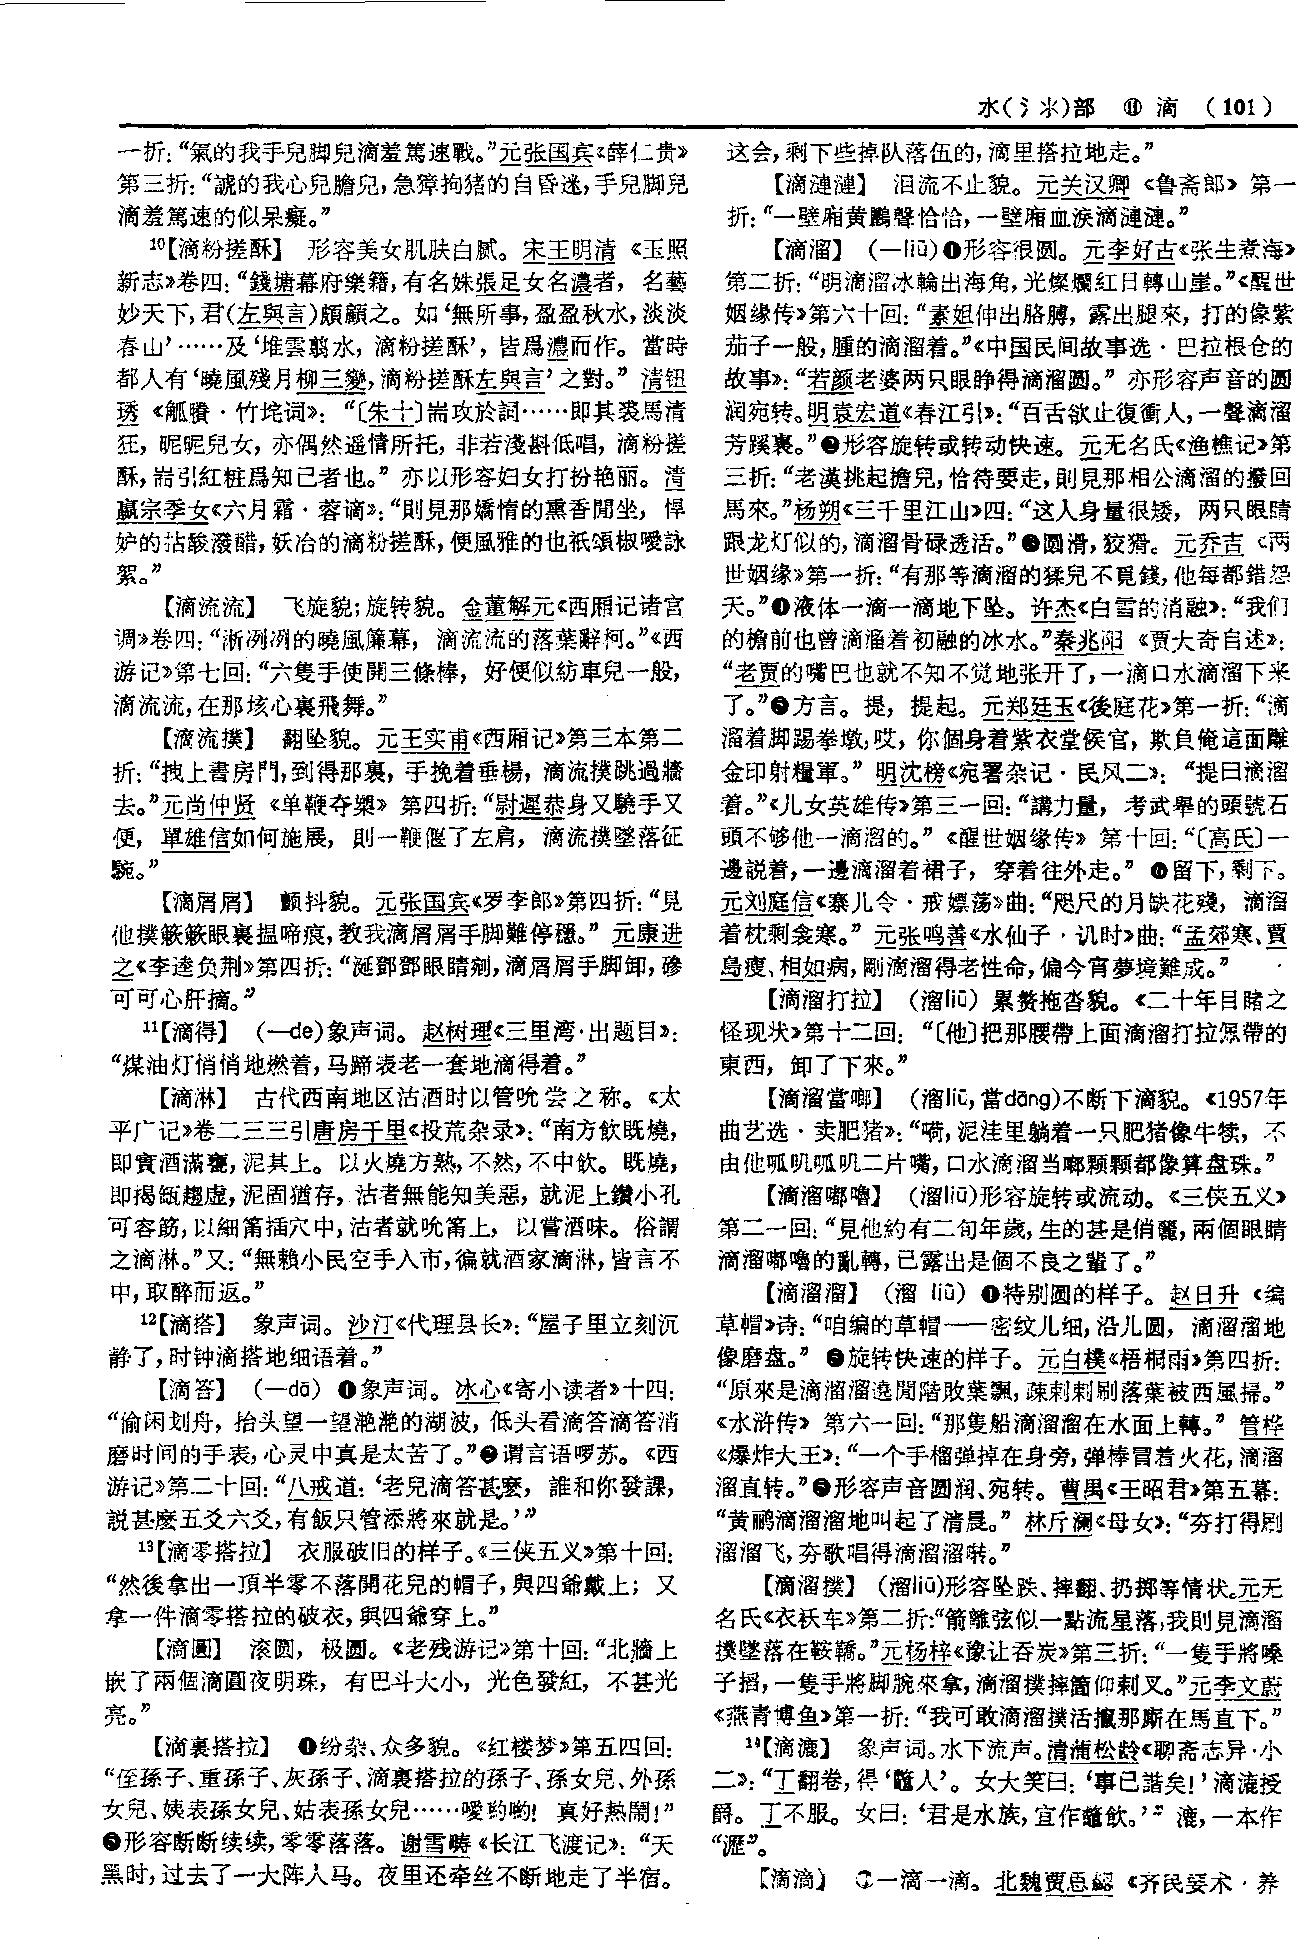 水(氵氺)部 ⑪ 滴 (101)
一折:“氣的我手兒脚兒滴羞篤速戰。”元张国宾《薛仁贵》
第三折:“諕的我心兒膽兒,急獐拘猪的自昏迷,手兒脚兒
滴羞篤速的似呆癡。”
10【滴粉搓酥】 形容美女肌肤白腻。宋王明清《玉照
新志》卷四:“錢塘幕府樂籍,有名姝張足女名濃者,名藝
妙天下,君(左與言)頗顧之。如‘無所事,盈盈秋水,淡淡
春山’……及‘堆雲翦水,滴粉搓酥’,皆爲濃而作。當時
都人有‘曉風殘月柳三變,滴粉搓酥左與言’之對。”清钮
琇《觚賸·竹垞词》:“〔朱十〕耑攻於詞……即其裘馬清
狂,昵昵兒女,亦偶然遥情所托,非若淺斟低唱,滴粉搓
酥,耑引紅粧爲知己者也。”亦以形容妇女打扮艳丽。清
嬴宗季女《六月霜·蓉谪》:“則見那嬌惰的熏香閒坐,悍
妒的拈酸潑醋,妖冶的滴粉搓酥,便風雅的也衹頌椒噯詠
絮。”
【滴流流】 飞旋貌;旋转貌。金董解元《西厢记诸宫
调》卷四:“淅冽冽的曉風簾幕,滴流流的落葉辭柯。”《西
游记》第七回:“六隻手使開三條棒,好便似紡車兒一般,
滴流流,在那垓心裏飛舞。”
【滴流撲】 翻坠貌。元王实甫《西厢记》第三本第二
折:“拽上書房門,到得那裏,手挽着垂楊,滴流撲跳過牆
去。”元尚仲贤《单鞭夺槊》第四折:“尉遲恭身又驍手又
便,單雄信如何施展,則一鞭偃了左肩,滴流撲墜落征
騕。”
【滴屑屑】 颤抖貌。元张国宾《罗李郎》第四折:“見
他撲簌簌眼裏搵啼痕,教我滴屑屑手脚難停穩。”元康进
之《李逵负荆》第四折:“涎鄧鄧眼睛剜,滴屑屑手脚卸,磣
可可心肝摘。”
11【滴得】 (—de)象声词。赵树理《三里湾·出题目》:
“煤油灯悄悄地燃着,马蹄表老一套地滴得着。”
【滴淋】 古代西南地区沽酒时以管吮尝之称。《太
平广记》卷二三三引唐房千里《投荒杂录》:“南方飲既燒,
即實酒滿甕,泥其上。以火燒方熟,不然,不中飲。既燒,
即揭瓿趨虚,泥固猶存,沽者無能知美惡,就泥上鑽小孔
可容筯,以細筩插穴中,沽者就吮筩上,以嘗酒味。俗謂
之滴淋。”又:“無賴小民空手入市,徧就酒家滴淋,皆言不
中,取醉而返。”
12【滴搭】 象声词。沙汀《代理县长》:“屋子里立刻沉
静了,时钟滴搭地细语着。”
【滴答】 (—dā) ❶象声词。冰心《寄小读者》十四:
“偷闲划舟,抬头望一望滟滟的湖波,低头看滴答滴答消
磨时间的手表,心灵中真是太苦了。”❷谓言语啰苏。《西
游记》第二十回:“八戒道:‘老兒滴答甚麽,誰和你發課,
説甚麽五爻六爻,有飯只管添將來就是。’”
13【滴零搭拉】 衣服破旧的样子。《三侠五义》第十回:
“然後拿出一頂半零不落開花兒的帽子,與四爺戴上;又
拿一件滴零搭拉的破衣,與四爺穿上。”
【滴圓】 滚圆,极圆。《老残游记》第十回:“北牆上
嵌了兩個滴圓夜明珠,有巴斗大小,光色發紅,不甚光
亮。”
【滴裏搭拉】 ❶纷杂、众多貌。《红楼梦》第五四回:
“侄孫子、重孫子、灰孫子、滴裏搭拉的孫子、孫女兒、外孫
女兒、姨表孫女兒、姑表孫女兒……噯喲喲!真好熱鬧!”
❷形容断断续续,零零落落。谢雪畴《长江飞渡记》:“天
黑时,过去了一大阵人马。夜里还牵丝不断地走了半宿。
这会,剩下些掉队落伍的,滴里搭拉地走。”
【滴漣漣】 泪流不止貌。元关汉卿《鲁斋郎》第一
折:“一壁厢黄鸝聲恰恰,一壁厢血淚滴漣漣。”
【滴溜】 (—liū)❶形容很圆。元李好古《张生煮海》
第二折:“明滴溜冰輪出海角,光燦爛紅日轉山崖。”《醒世
姻缘传》第六十回:“素姐伸出胳膊,露出腿來,打的像紫
茄子一般,腫的滴溜着。”《中国民间故事选·巴拉根仓的
故事》:“若颜老婆两只眼睁得滴溜圆。”亦形容声音的圆
润宛转。明袁宏道《春江引》:“百舌欲止復衝人,一聲滴溜
芳蹊裏。”❷形容旋转或转动快速。元无名氏《渔樵记》第
三折:“老漢挑起擔兒,恰待要走,則見那相公滴溜的撥回
馬來。”杨朔《三千里江山》四:“这人身量很矮,两只眼睛
跟龙灯似的,滴溜骨碌透活。”❸圆滑,狡猾。元乔吉《两
世姻缘》第一折:“有那等滴溜的猱兒不覓錢,他每都錯怨
天。”❹液体一滴一滴地下坠。许杰《白雪的消融》:“我们
的檐前也曾滴溜着初融的冰水。”秦兆阳《贾大奇自述》:
“老贾的嘴巴也就不知不觉地张开了,一滴口水滴溜下来
了。”❺方言。提,提起。元郑廷玉《後庭花》第一折:“滴
溜着脚踢拳墩;哎,你個身着紫衣堂候官,欺負俺這面雕
金印射糧軍。”明沈榜《宛署杂记·民风二》:“提曰滴溜
着。”《儿女英雄传》第三一回:“講力量,考武舉的頭號石
頭不够他一滴溜的。”《醒世姻缘传》第十回:“〔高氏〕一
邊説着,一邊滴溜着裙子,穿着往外走。”❻留下,剩下。
元刘庭信《寨儿令·戒嫖荡》曲:“咫尺的月缺花殘,滴溜
着枕剩衾寒。”元张鸣善《水仙子·讥时》曲:“孟郊寒、賈
島瘦、相如病,剛滴溜得老性命,偏今宵夢境難成。”
【滴溜打拉】 (溜liū) 累赘拖沓貌。《二十年目睹之
怪现状》第十二回:“〔他〕把那腰帶上面滴溜打拉佩帶的
東西,卸了下來。”
【滴溜當啷】 (溜liū,當dāng)不断下滴貌。《1957年
曲艺选·卖肥猪》:“嗬,泥洼里躺着一只肥猪像牛犊,不
由他呱叽呱叽二片嘴,口水滴溜当啷颗颗都像算盘珠。”
【滴溜嘟嚕】 (溜liū)形容旋转或流动。《三侠五义》
第二一回:“見他約有二旬年歲,生的甚是俏麗,兩個眼睛
滴溜嘟嚕的亂轉,已露出是個不良之輩了。”
【滴溜溜】 (溜 liū) ❶特别圆的样子。赵日升《编
草帽》诗:“咱编的草帽——密纹儿细,沿儿圆,滴溜溜地
像磨盘。”❷旋转快速的样子。元白樸《梧桐雨》第四折:
“原來是滴溜溜遶閒階敗葉飄,疎剌剌刷落葉被西風掃。”
《水浒传》第六一回:“那隻船滴溜溜在水面上轉。”管桦
《爆炸大王》:“一个手榴弹掉在身旁,弹棒冒着火花,滴溜
溜直转。”❸形容声音圆润、宛转。曹禺《王昭君》第五幕:
“黄鹂滴溜溜地叫起了清晨。”林斤澜《母女》:“夯打得刷
溜溜飞,夯歌唱得滴溜溜啭。”
【滴溜撲】 (溜liū)形容坠跌、摔翻、扔掷等情状。元无
名氏《衣袄车》第二折:“箭離弦似一點流星落,我則見滴溜
撲墜落在鞍鞽。”元杨梓《豫让吞炭》第三折:“一隻手將嗓
子掐,一隻手將脚腕來拿,滴溜撲摔箇仰剌叉。”元李文蔚
《燕青博鱼》第一折:“我可敢滴溜撲活攧那厮在馬直下。”
14【滴漉】 象声词。水下流声。清蒲松龄《聊斋志异·小
二》:“丁翻卷,得‘鼈人’。女大笑曰:‘事已諧矣!’滴漉授
爵。丁不服。女曰:‘君是水族,宜作鼈飲。’”漉,一本作
“瀝”。
【滴滴】 ❶一滴一滴。北魏贾思勰《齐民要术·养